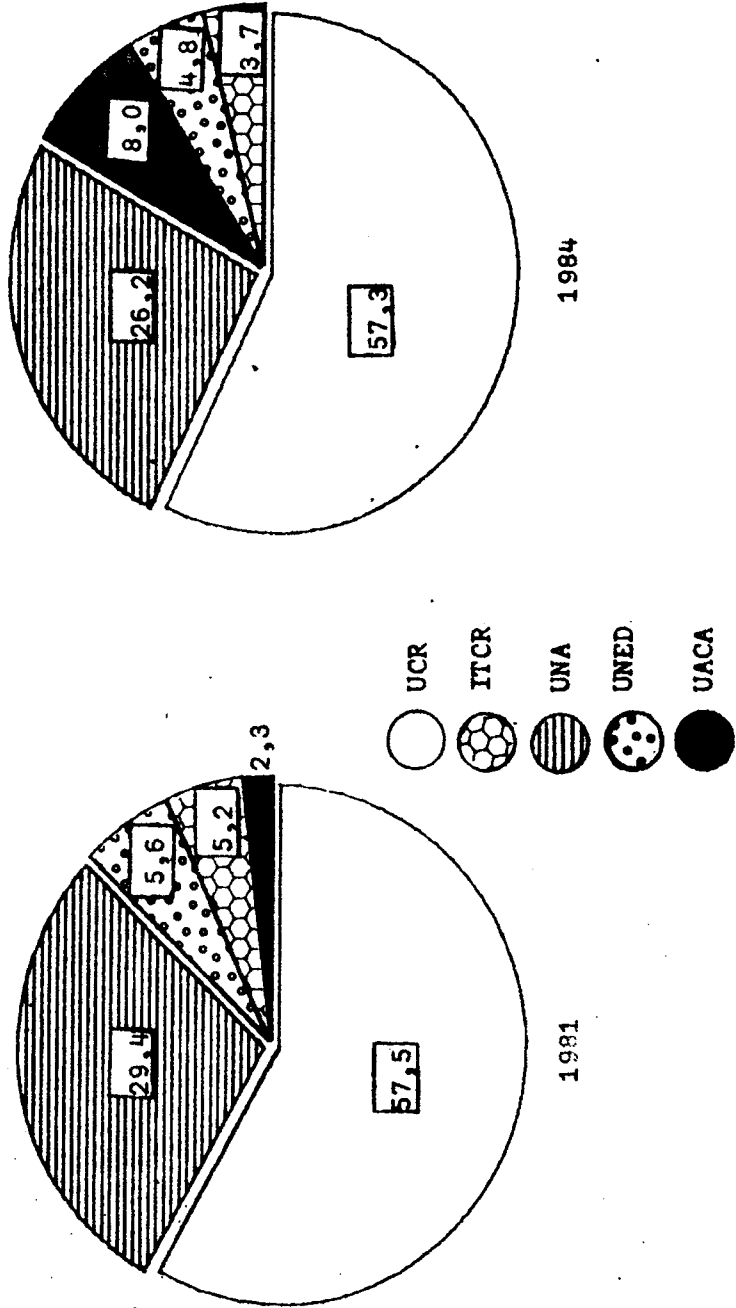 29,4
5,6
5,2
2,3
57,5
1981
UCR
ITCR
UNA
UNED
UACA
26,2
8,0
4,8
3,7
57,3
1984